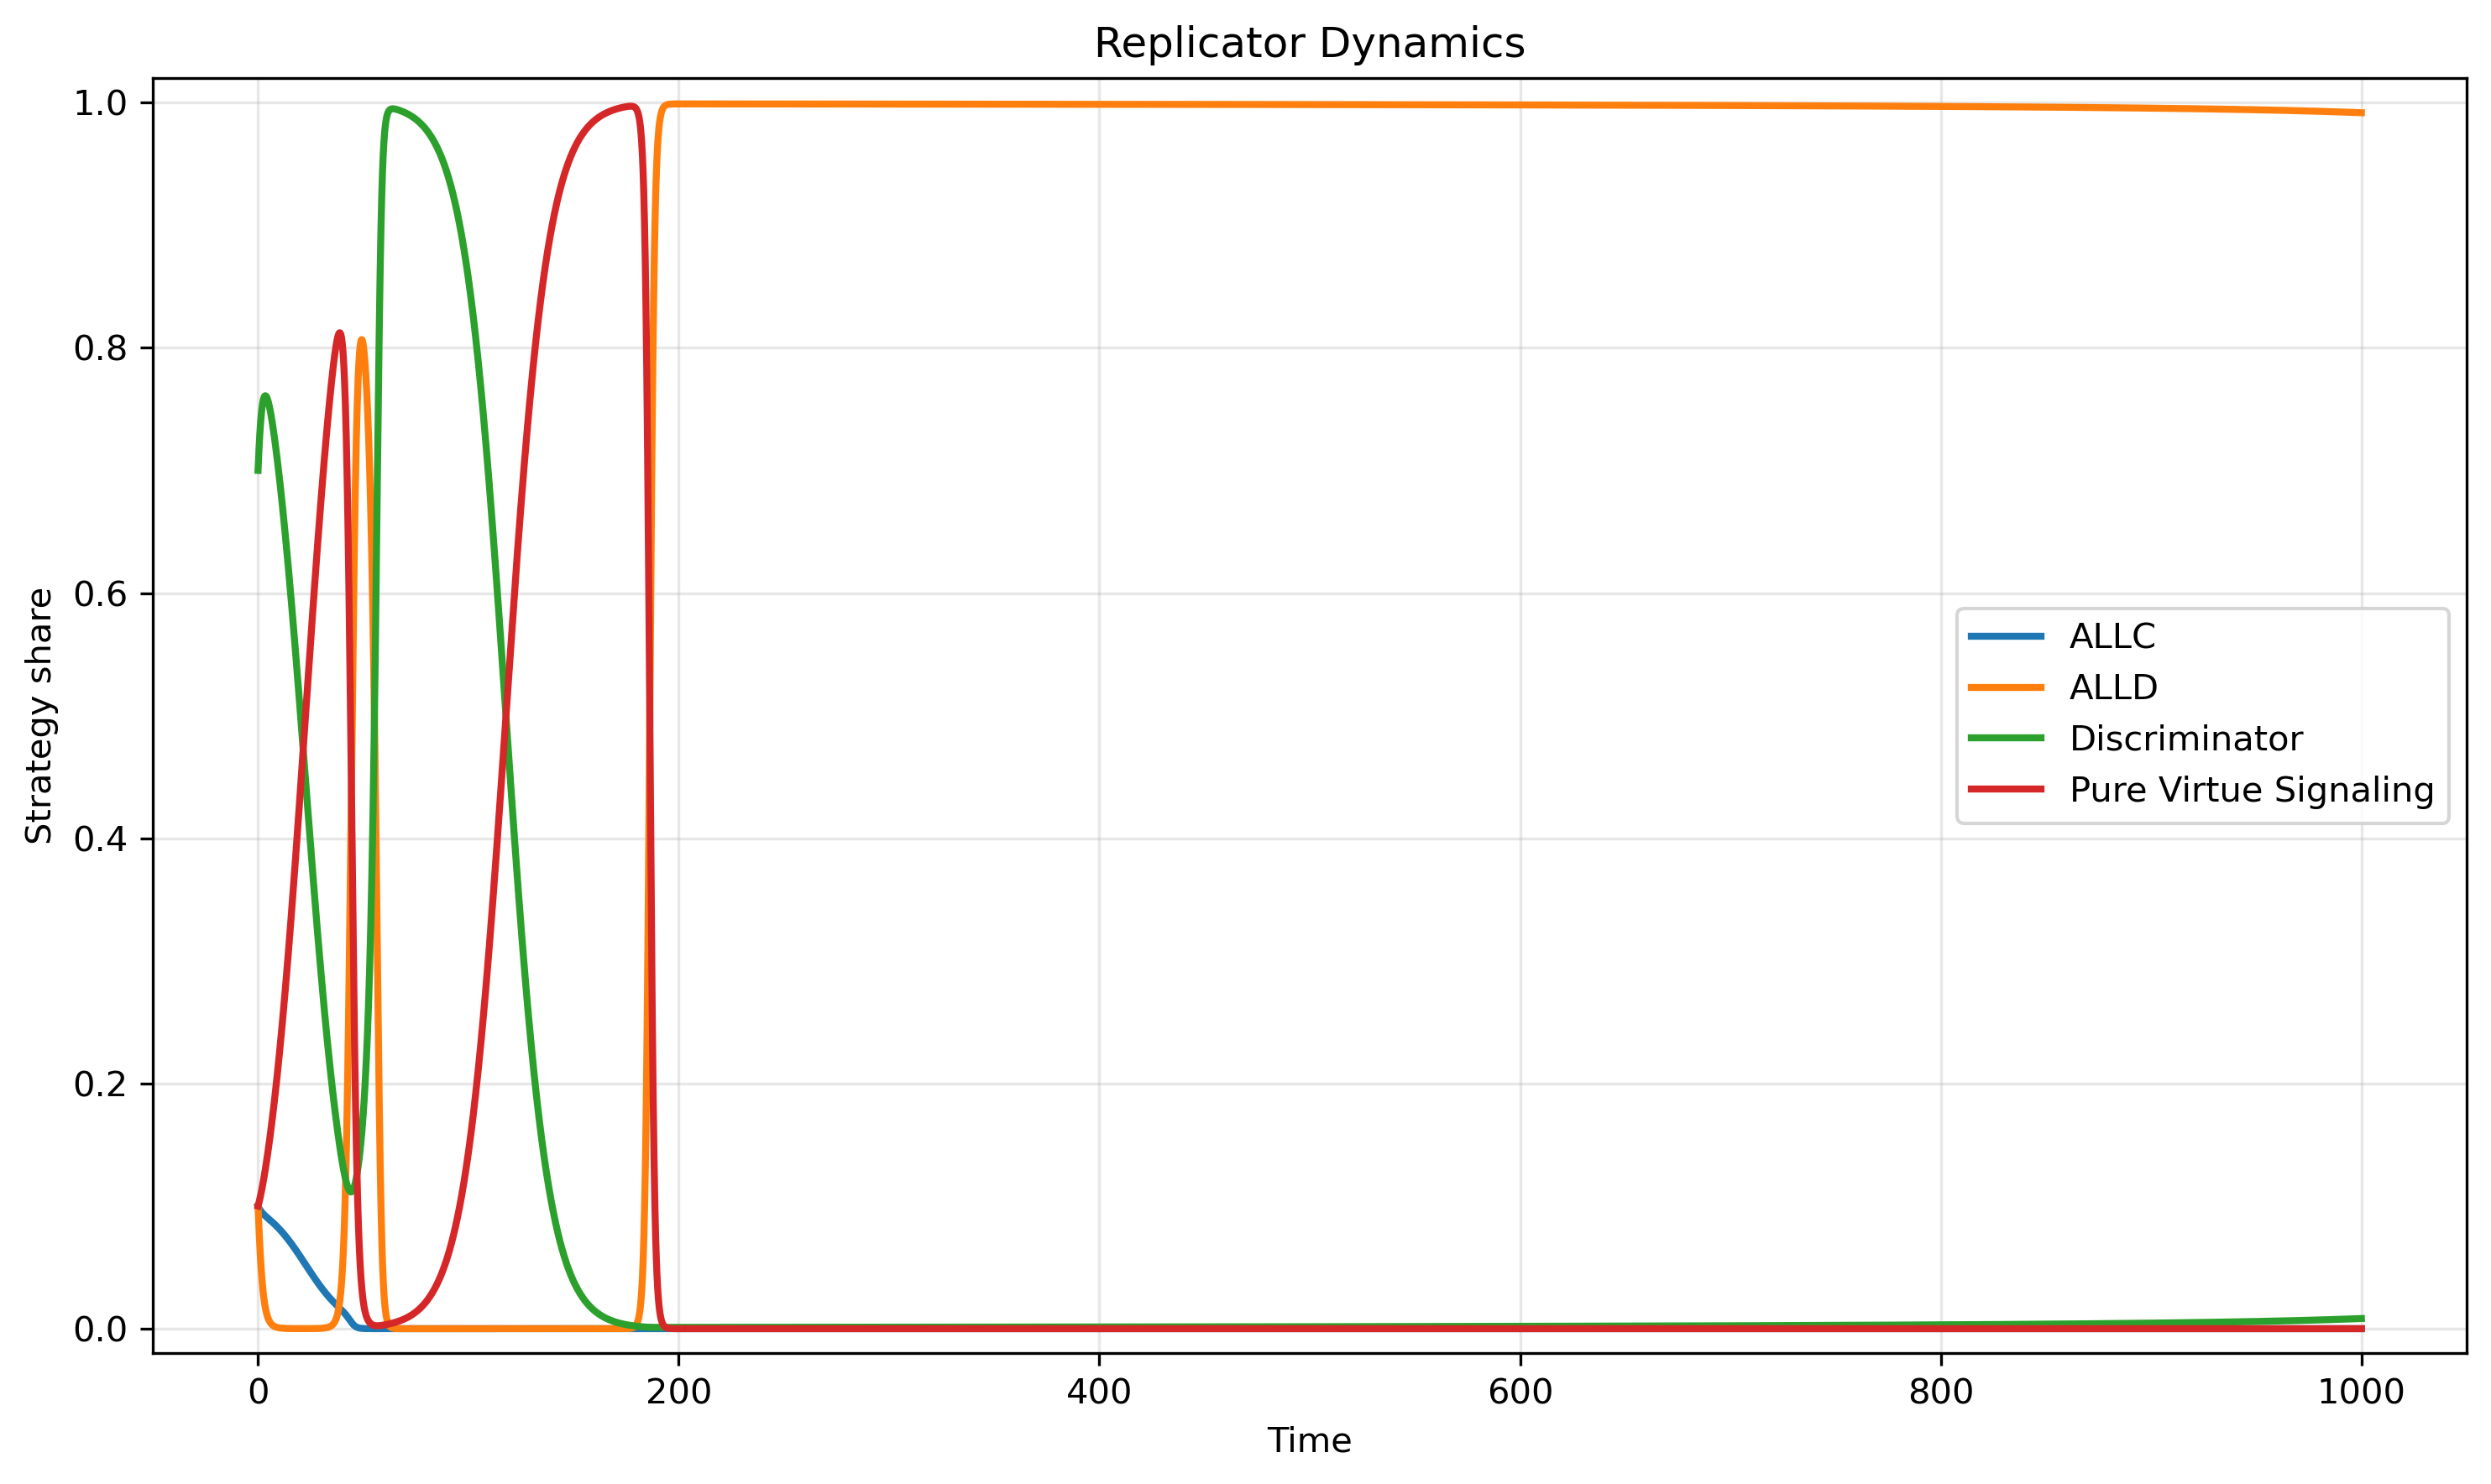 Replicator Dynamics
Strategy share
1.0
0.8
0.6
0.4
0.2
0.0
ALLC
ALLD
Discriminator
Pure Virtue Signaling
0 200 400 600 800 1000
Time